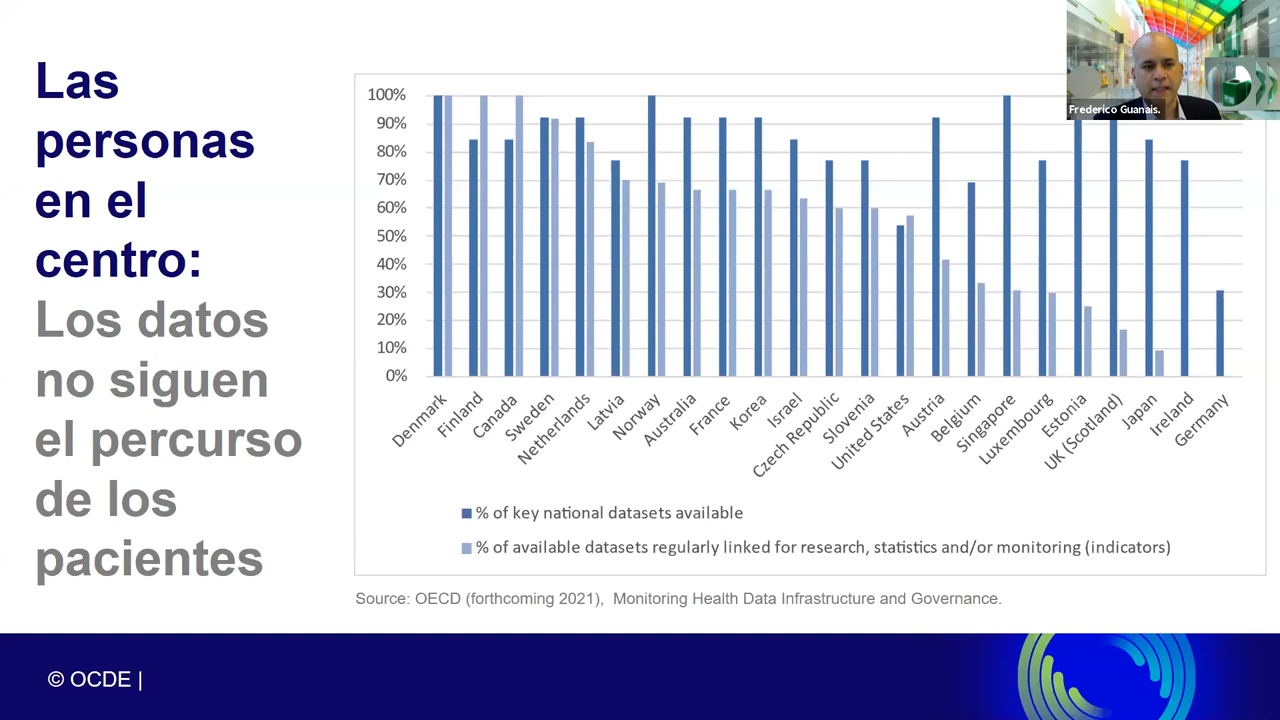 Las
personas
en el
centro:
Los datos
no siguen
el percurso
de los
pacientes
Frederico Guanais.
100%
90%
80%
70%
60%
50%
40%
30%
20%
10%
0%
Denmark
Finland
Canada
Sweden
Netherlands
Latvia
Norway
Australia
France
Korea
Israel
Czech Republic
Slovenia
United States
Austria
Belgium
Singapore
Luxembourg
Estonia
UK (Scotland)
Japan
Ireland
Germany
% of key national datasets available
% of available datasets regularly linked for research, statistics and/or monitoring (indicators)
Source: OECD (forthcoming 2021), Monitoring Health Data Infrastructure and Governance.
© OCDE |